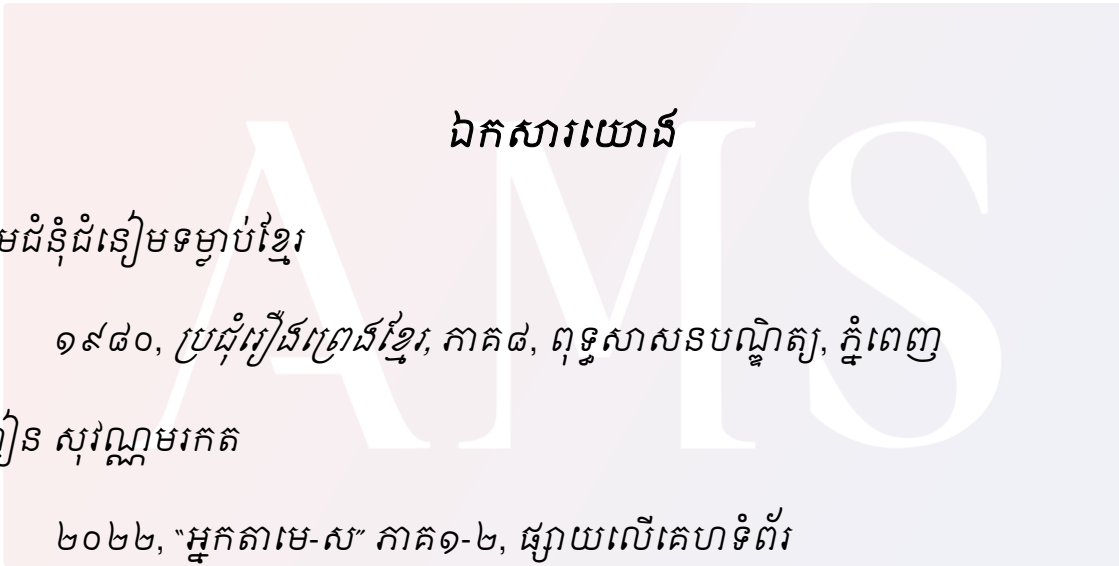 ឯកសារយោង
មជំនុំជំនៀមទម្លាប់ខ្មែរ
១៩៨០, ប្រជុំរឿងព្រេងខ្មែរ, ភាគ៨, ពុទ្ធសាសនបណ្ឌិត្យ, ភ្នំពេញ
សុវណ្ណមរកត
២០២២, “អ្នកតាមេ-ស” ភាគ១-២, ផ្សាយលើគេហទំព័រ
AMS